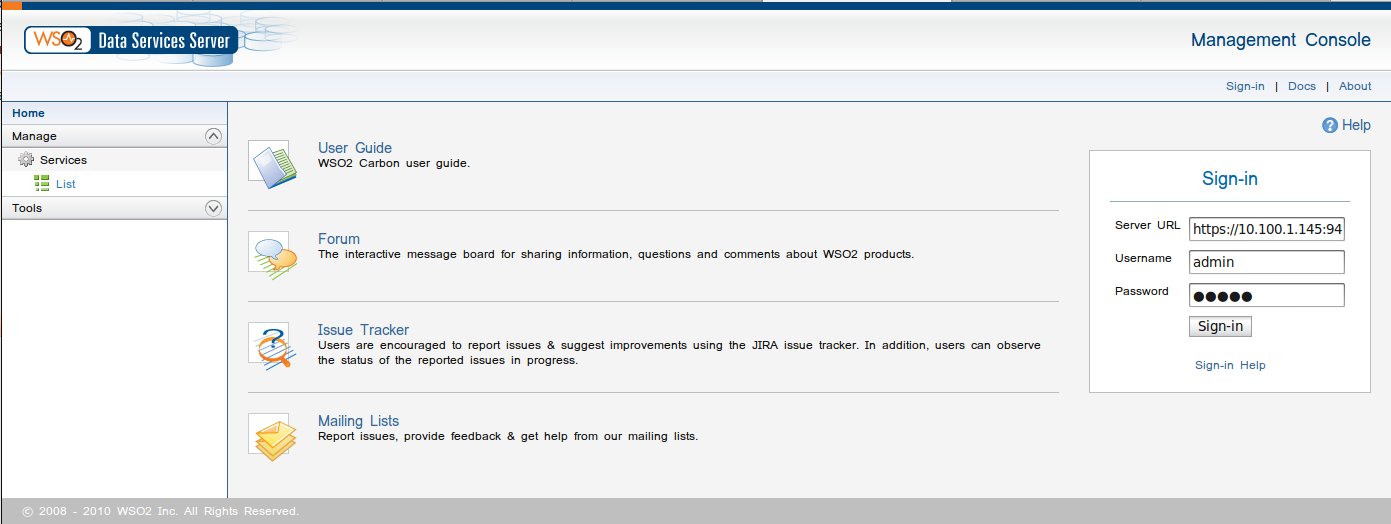 WSO2 Data Services Server
Management Console
Sign-in | Docs | About
Home
Manage
Services
List
Tools
Help
User Guide
WSO2 Carbon user guide.
Forum
The interactive message board for sharing information, questions and comments about WSO2 products.
Issue Tracker
Users are encouraged to report issues & suggest improvements using the JIRA issue tracker. In addition, users can observe
the status of the reported issues in progress.
Mailing Lists
Report issues, provide feedback & get help from our mailing lists.
Sign-in
Server URL https://10.100.1.145:94
Username admin
Password ●●●●●
Sign-in
Sign-in Help
© 2008 - 2010 WSO2 Inc. All Rights Reserved.